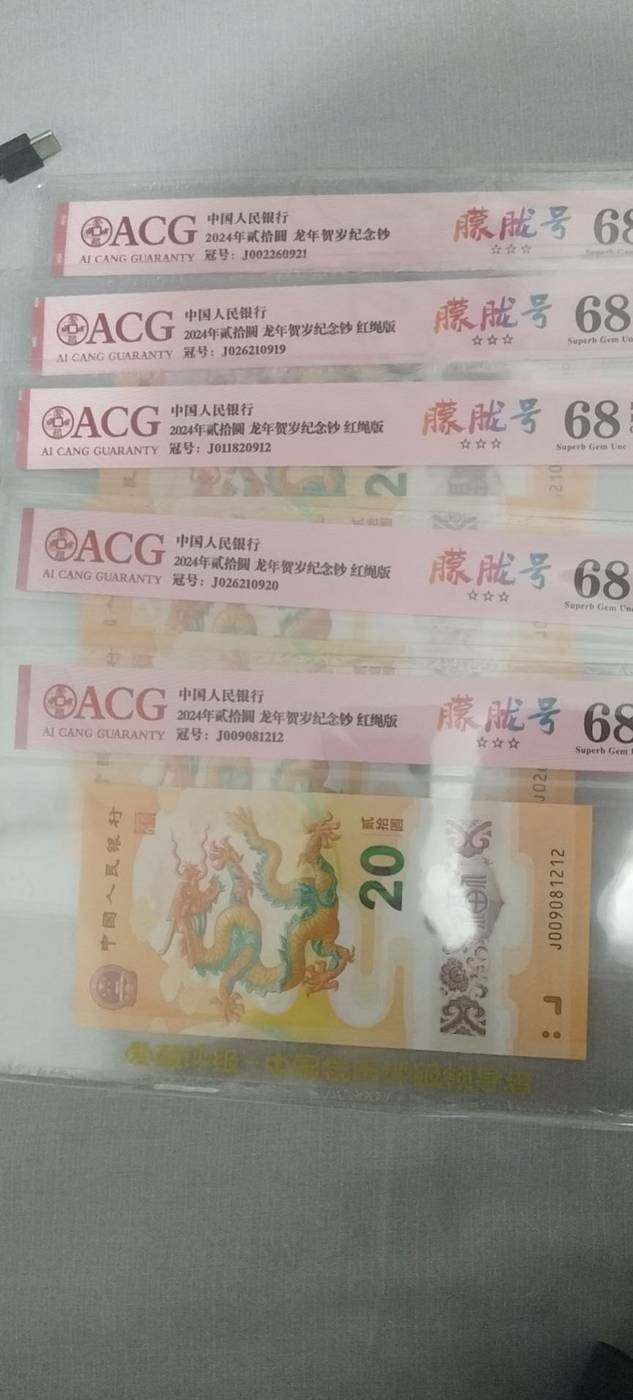 ACG
AI CANG GUARANTY
中国人民银行
2024年贰拾圆 龙年贺岁纪念钞
冠号：J002260921
朦胧号
☆☆☆
68
ACG
AI CANG GUARANTY
中国人民银行
2024年贰拾圆 龙年贺岁纪念钞 红绳版
冠号：J026210919
朦胧号
☆☆☆
68
Superb Gem Un
ACG
AI CANG GUARANTY
中国人民银行
2024年贰拾圆 龙年贺岁纪念钞 红绳版
冠号：J011820912
朦胧号
☆☆☆
68
Superb Gem Unc
ACG
AI CANG GUARANTY
中国人民银行
2024年贰拾圆 龙年贺岁纪念钞 红绳版
冠号：J026210920
朦胧号
☆☆☆
68
Superb Gem Un
ACG
AI CANG GUARANTY
中国人民银行
2024年贰拾圆 龙年贺岁纪念钞 红绳版
冠号：J009081212
朦胧号
☆☆☆
68
Superb Gem
中國人民銀行
贰拾圆
20
J009081212